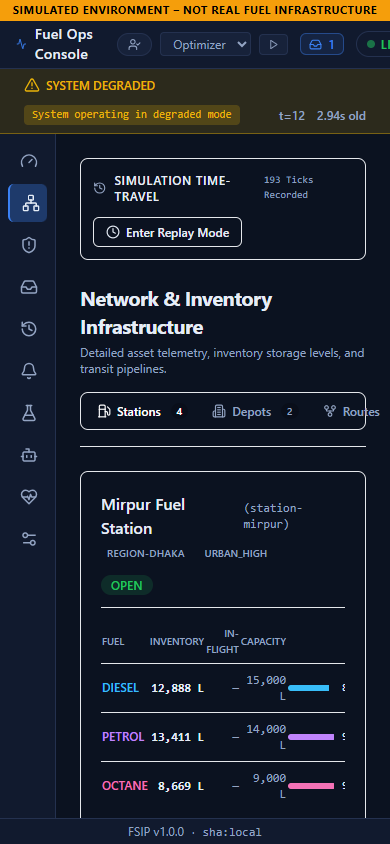 SIMULATED ENVIRONMENT – NOT REAL FUEL INFRASTRUCTURE
Fuel Ops
Console
Optimizer
1
SYSTEM DEGRADED
System operating in degraded mode
t=12 2.94s old
SIMULATION TIME-
TRAVEL
193 Ticks
Recorded
Enter Replay Mode
Network & Inventory
Infrastructure
Detailed asset telemetry, inventory storage levels, and
transit pipelines.
Stations 4 Depots 2 Routes
Mirpur Fuel
Station
(station-
mirpur)
REGION-DHAKA URBAN_HIGH
OPEN
FUEL INVENTORY IN-
FLIGHT CAPACITY
DIESEL 12,888 L — 15,000
L
PETROL 13,411 L — 14,000
L
OCTANE 8,669 L — 9,000
L
FSIP v1.0.0 · sha:local